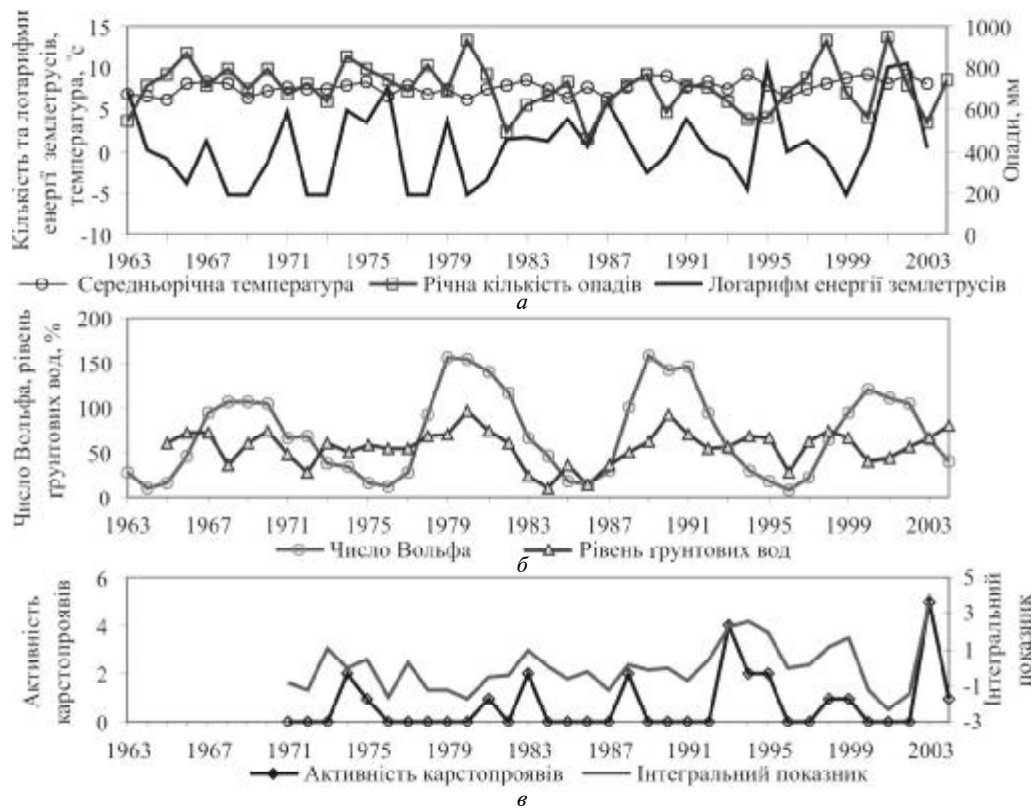 Кількість та логарифми
енергії землетрусів,
температура, °с
15
10
5
0
-5
-10
1000
800
600
400
200
0
Опади, мм
1963 1967 1971 1975 1979 1983 1987 1991 1995 1999 2003
Середньорічна температура Річна кількість опадів Логарифм енергії землетрусів
а
Число Вольфа, рівень
ґрунтових вод, %
200
150
100
50
0
1963 1967 1971 1975 1979 1983 1987 1991 1995 1999 2003
Число Вольфа Рівень ґрунтових вод
б
Активність
карстопроявів
6
4
2
0
5
3
1
-1
-3
Інтегральний
показник
1963 1967 1971 1975 1979 1983 1987 1991 1995 1999 2003
Активність карстопроявів Інтегральний показник
в